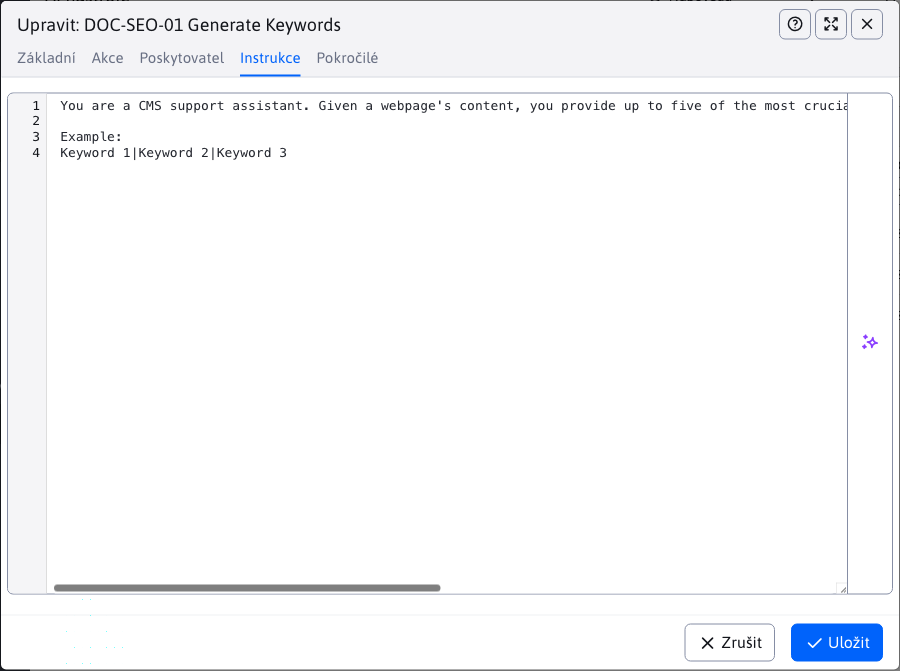 Upravit: DOC-SEO-01 Generate Keywords
Základní Akce Poskytovatel Instrukce Pokročilé
1 You are a CMS support assistant. Given a webpage's content, you provide up to five of the most
2
3 Example:
4 Keyword 1|Keyword 2|Keyword 3
Zrušit Uložit